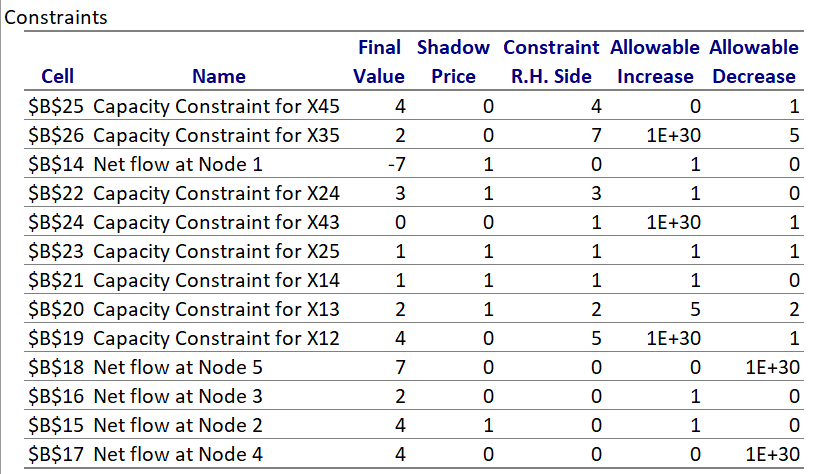 Constraints
Final Shadow Constraint Allowable Allowable
Cell Name Value Price R.H. Side Increase Decrease
$B$25 Capacity Constraint for X45 4 0 4 0 1
$B$26 Capacity Constraint for X35 2 0 7 1E+30 5
$B$14 Net flow at Node 1 -7 1 0 1 0
$B$22 Capacity Constraint for X24 3 1 3 1 0
$B$24 Capacity Constraint for X43 0 0 1 1E+30 1
$B$23 Capacity Constraint for X25 1 1 1 1 1
$B$21 Capacity Constraint for X14 1 1 1 1 0
$B$20 Capacity Constraint for X13 2 1 2 5 2
$B$19 Capacity Constraint for X12 4 0 5 1E+30 1
$B$18 Net flow at Node 5 7 0 0 0 1E+30
$B$16 Net flow at Node 3 2 0 0 1 0
$B$15 Net flow at Node 2 4 1 0 1 0
$B$17 Net flow at Node 4 4 0 0 0 1E+30